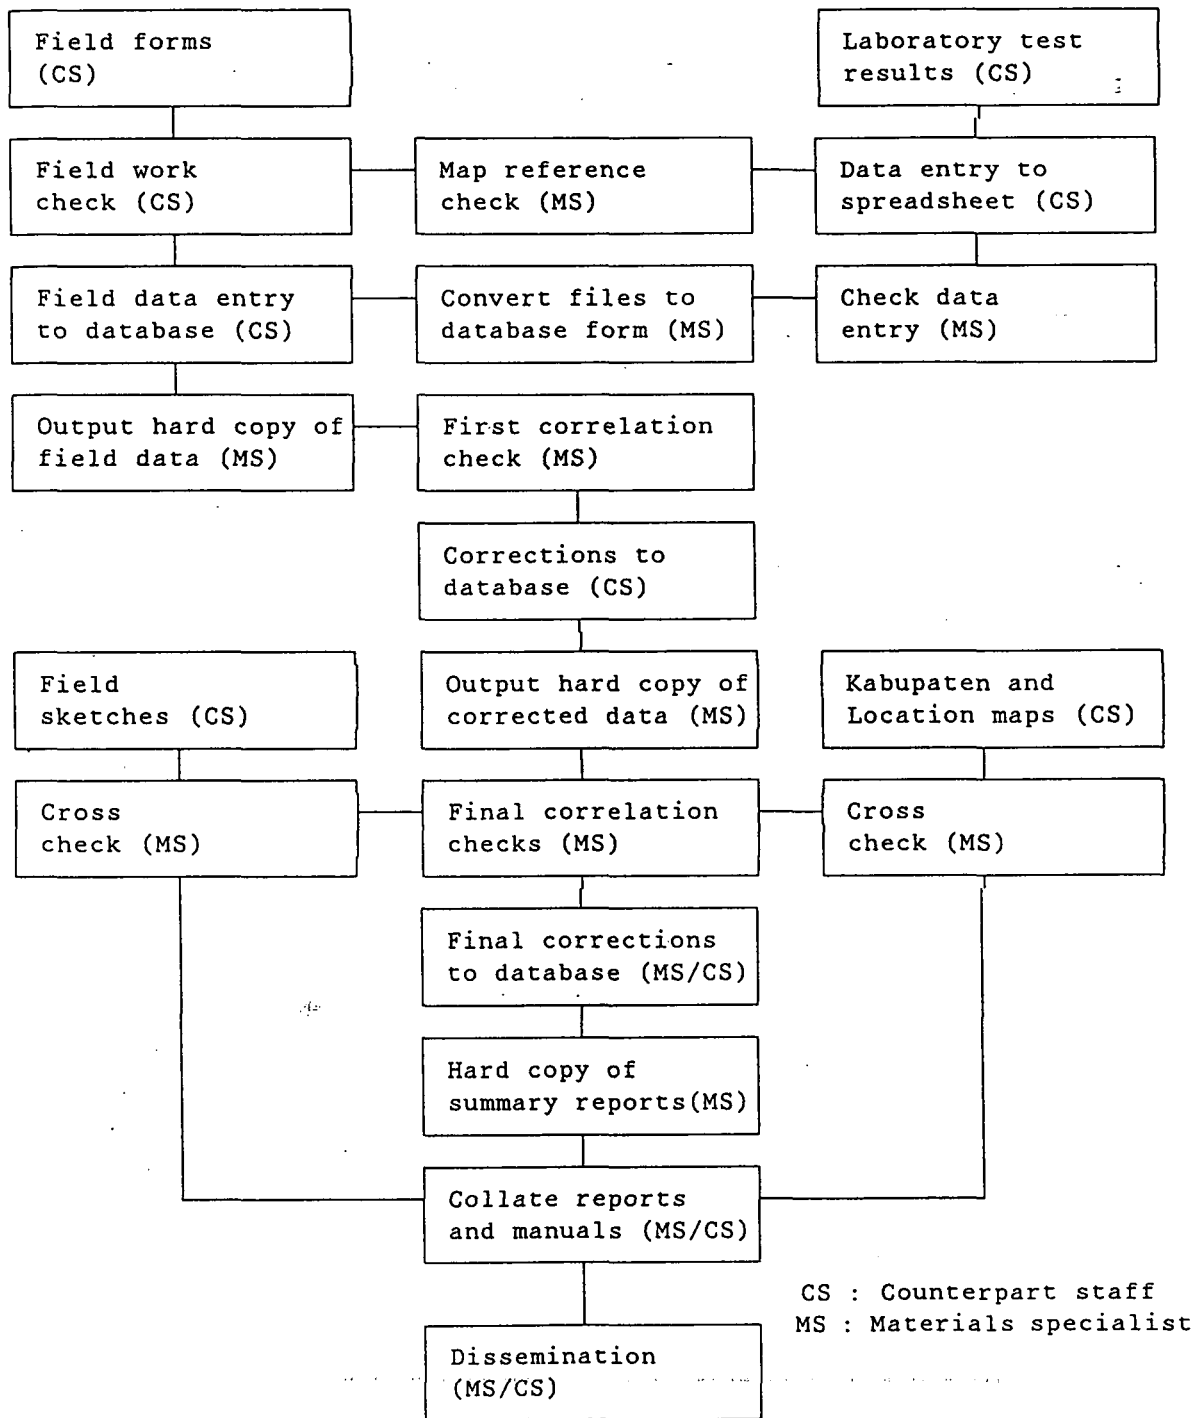 Field forms
(CS)
Laboratory test
results (CS)
Field work
check (CS)
Map reference
check (MS)
Data entry to
spreadsheet (CS)
Field data entry
to database (CS)
Convert files to
database form (MS)
Check data
entry (MS)
Output hard copy of
field data (MS)
First correlation
check (MS)
Corrections to
database (CS)
Field
sketches (CS)
Output hard copy of
corrected data (MS)
Kabupaten and
Location maps (CS)
Cross
check (MS)
Final correlation
checks (MS)
Cross
check (MS)
Final corrections
to database (MS/CS)
Hard copy of
summary reports(MS)
Collate reports
and manuals (MS/CS)
CS : Counterpart staff
MS : Materials specialist
Dissemination
(MS/CS)